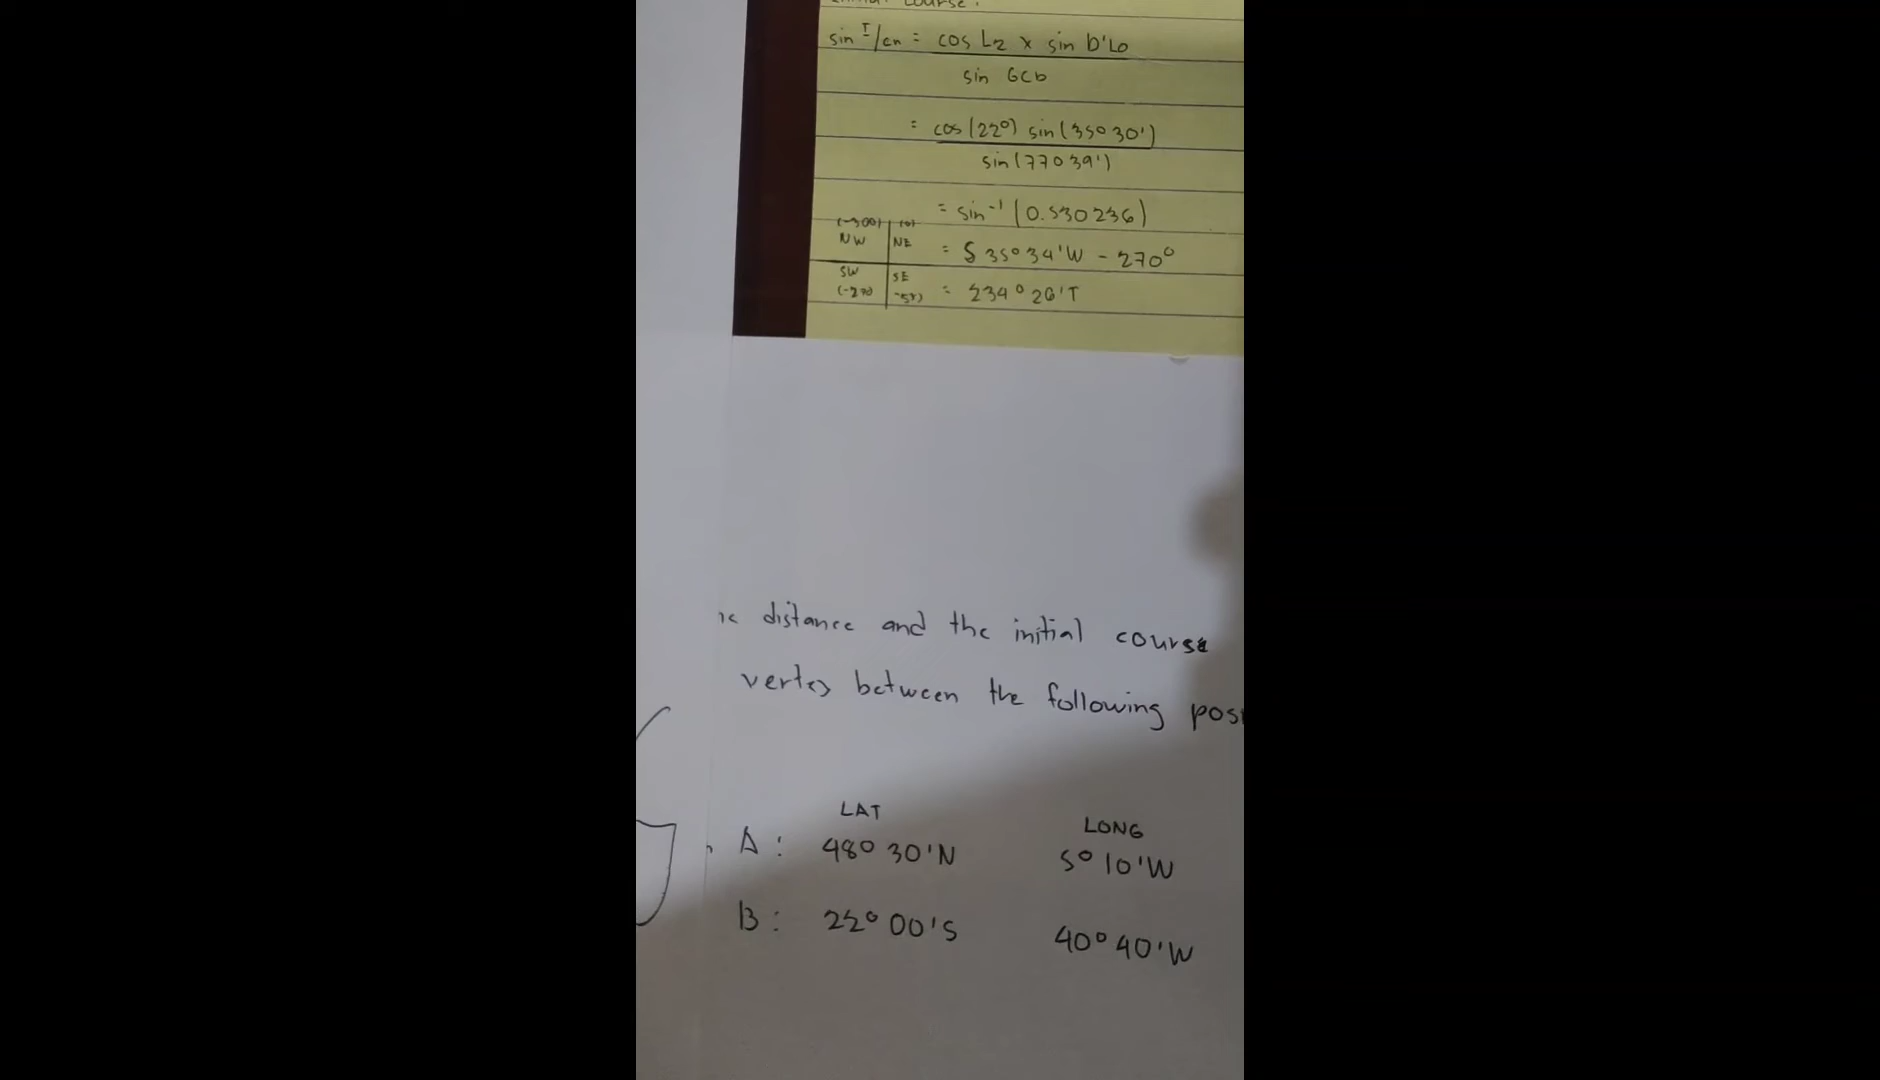 course.
sin I/cn = cos L2 x sin D'Lo
sin GCD
= cos(22°) sin(35° 30')
sin(77° 39')
= sin⁻¹(0.530236)
NW NE = S 35° 34' W - 270°
SW SE
= 234° 26' T
distance and the initial course
vertex between the following posi
LAT LONG
A: 48° 30' N 5° 10' W
B: 22° 00' S 40° 40' W